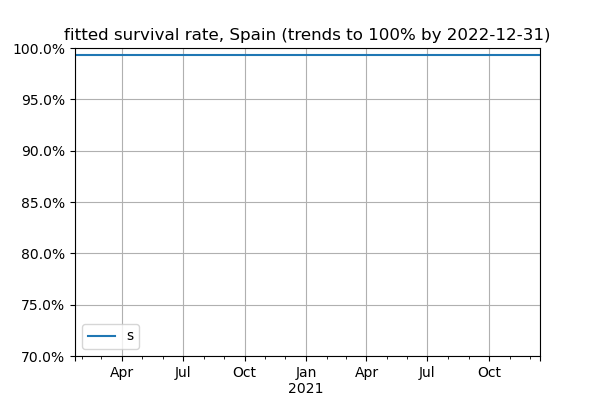 fitted survival rate, Spain (trends to 100% by 2022-12-31)
100.0%
95.0%
90.0%
85.0%
80.0%
75.0%
70.0%
s
Apr Jul Oct Jan Apr Jul Oct
2021